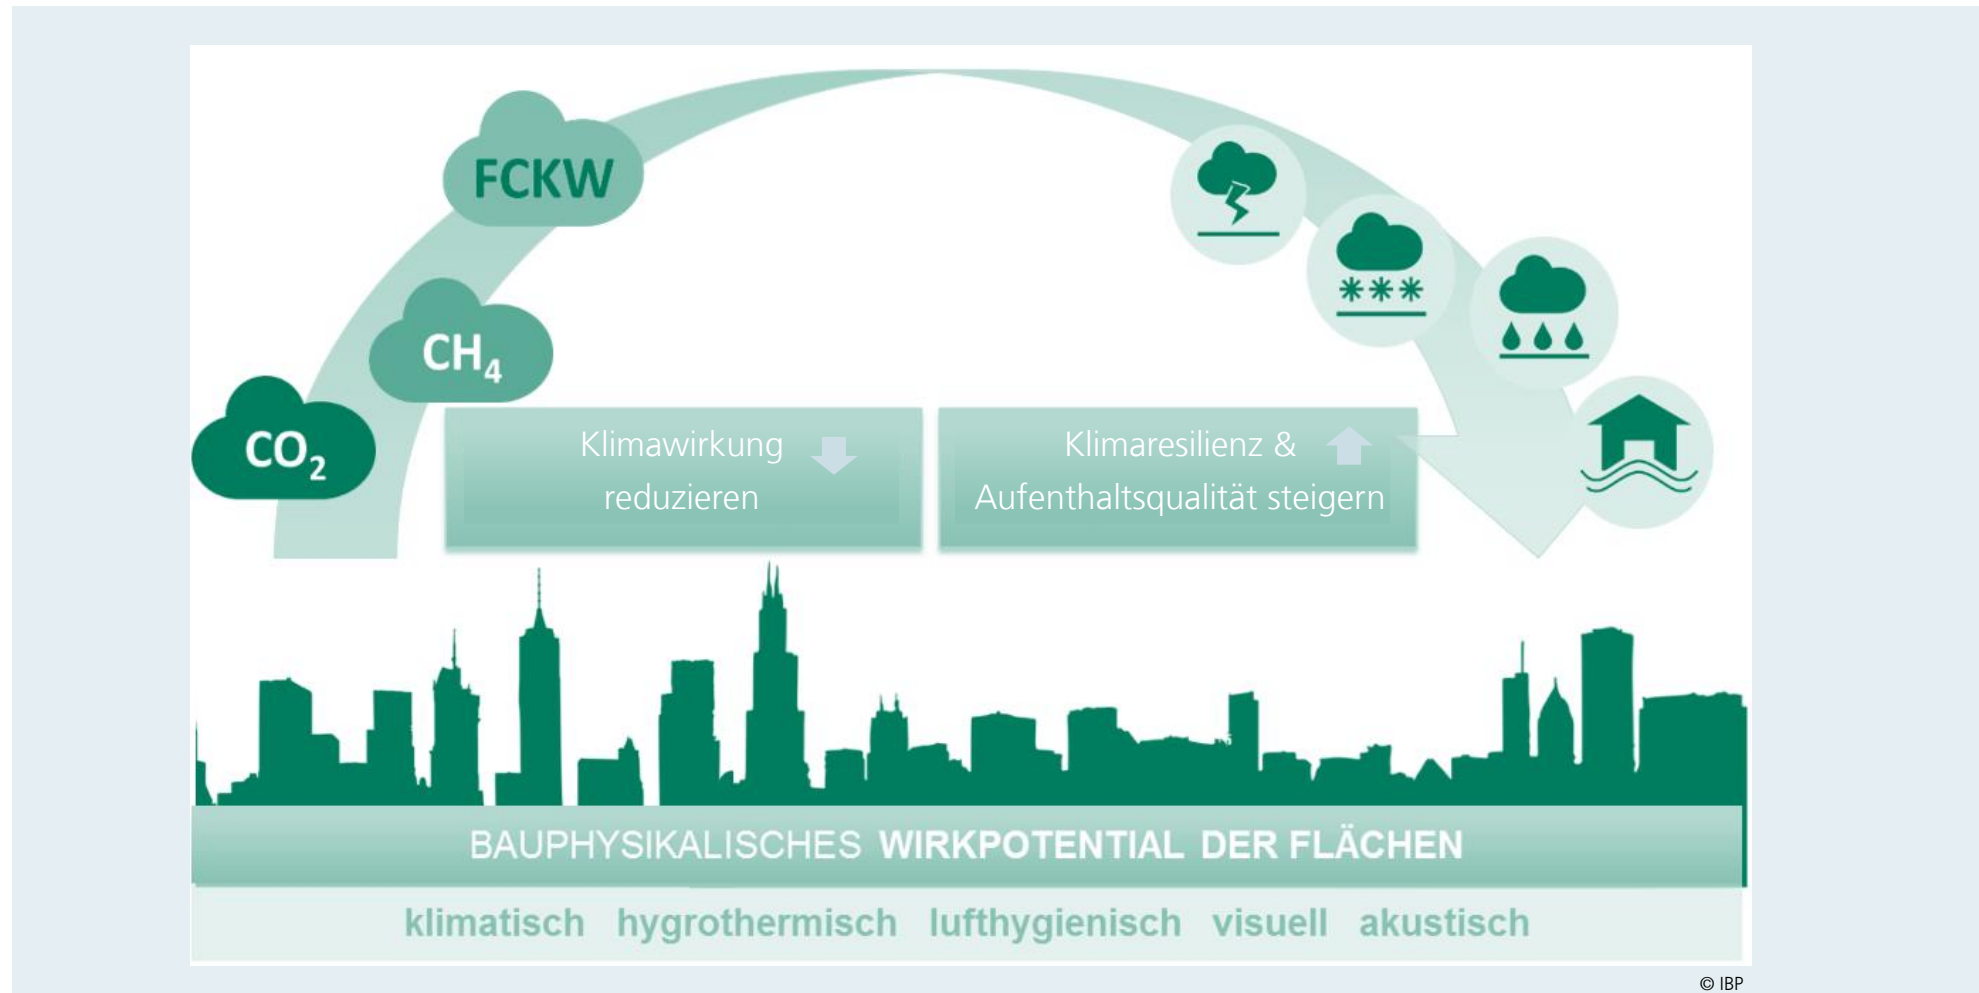 FCKW
CH₄
CO₂
Klimawirkung
reduzieren
Klimaresilienz &
Aufenthaltsqualität steigern
BAUPHYSIKALISCHES WIRKPOTENTIAL DER FLÄCHEN
klimatisch hygrothermisch lufthygienisch visuell akustisch
© IBP